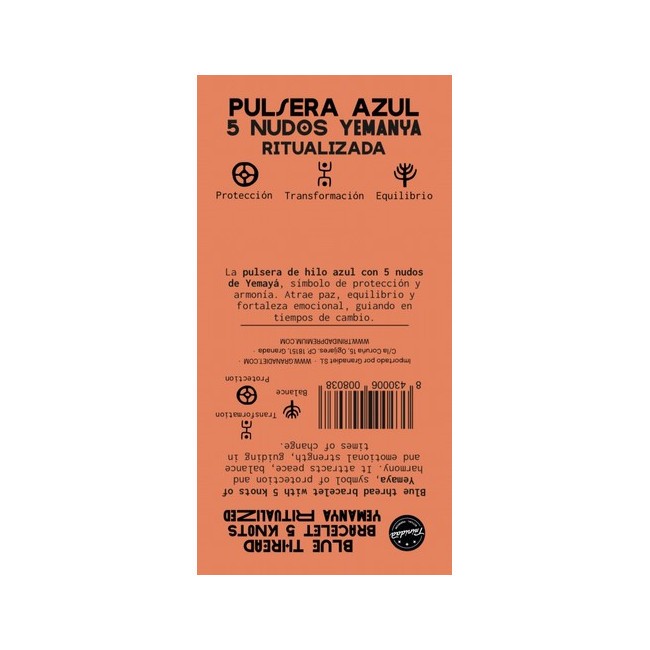 PULSERA AZUL
5 NUDOS YEMANYA
RITUALIZADA
Protección Transformación Equilibrio
La pulsera de hilo azul con 5 nudos
de Yemayá, símbolo de protección y
armonía. Atrae paz, equilibrio y
fortaleza emocional, guiando en
tiempos de cambio.
BLUE THREAD
BRACELET 5 KNOTS
YEMANYA RITUALIZED
Trinidad
Blue thread bracelet with 5 knots of
Yemaya, symbol of protection and
harmony. It attracts peace, balance
and emotional strength, guiding in
times of change.
Transformation
Balance
Protection
8 430006 008038
Importado por Granadiet S.L · WWW.GRANADIET.COM ·
C/la Coruña 15, Ogíjares. CP. 18151, Granada ·
WWW.TRINIDADPREMIUM.COM